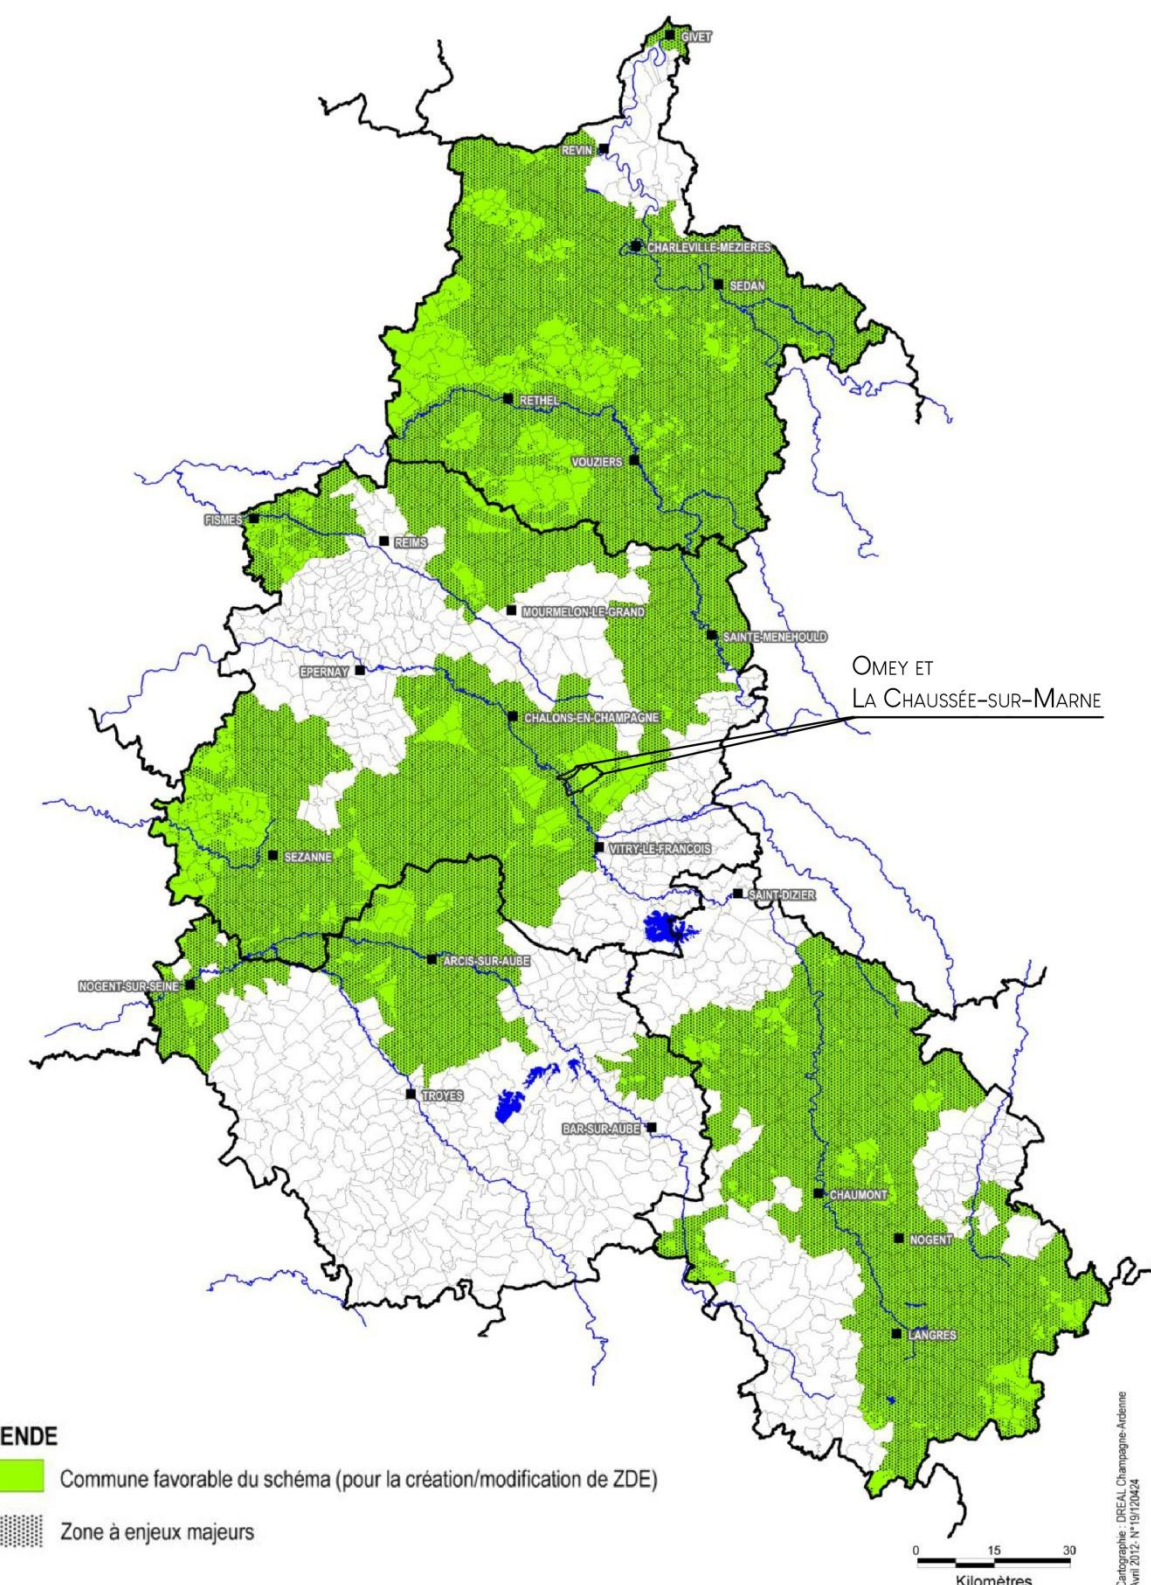 GIVET
REVIN
CHARLEVILLE-MEZIERES
SEDAN
RETHEL
VOUZIERS
FISMES
REIMS
MOURMELON-LE-GRAND
SAINTE-MENEHOULD
EPERNAY
OMEY ET
LA CHAUSSÉE-SUR-MARNE
CHALONS-EN-CHAMPAGNE
VITRY-LE-FRANCOIS
SEZANNE
SAINT-DIZIER
ARCIS-SUR-AUBE
NOGENT-SUR-SEINE
TROYES
BAR-SUR-AUBE
CHAUMONT
NOGENT
LANGRES
ENDE
Commune favorable du schéma (pour la création/modification de ZDE)
Zone à enjeux majeurs
0 15 30
Kilomètres
Cartographie : DREAL Champagne-Ardenne
Avril 2012- N°19/120424